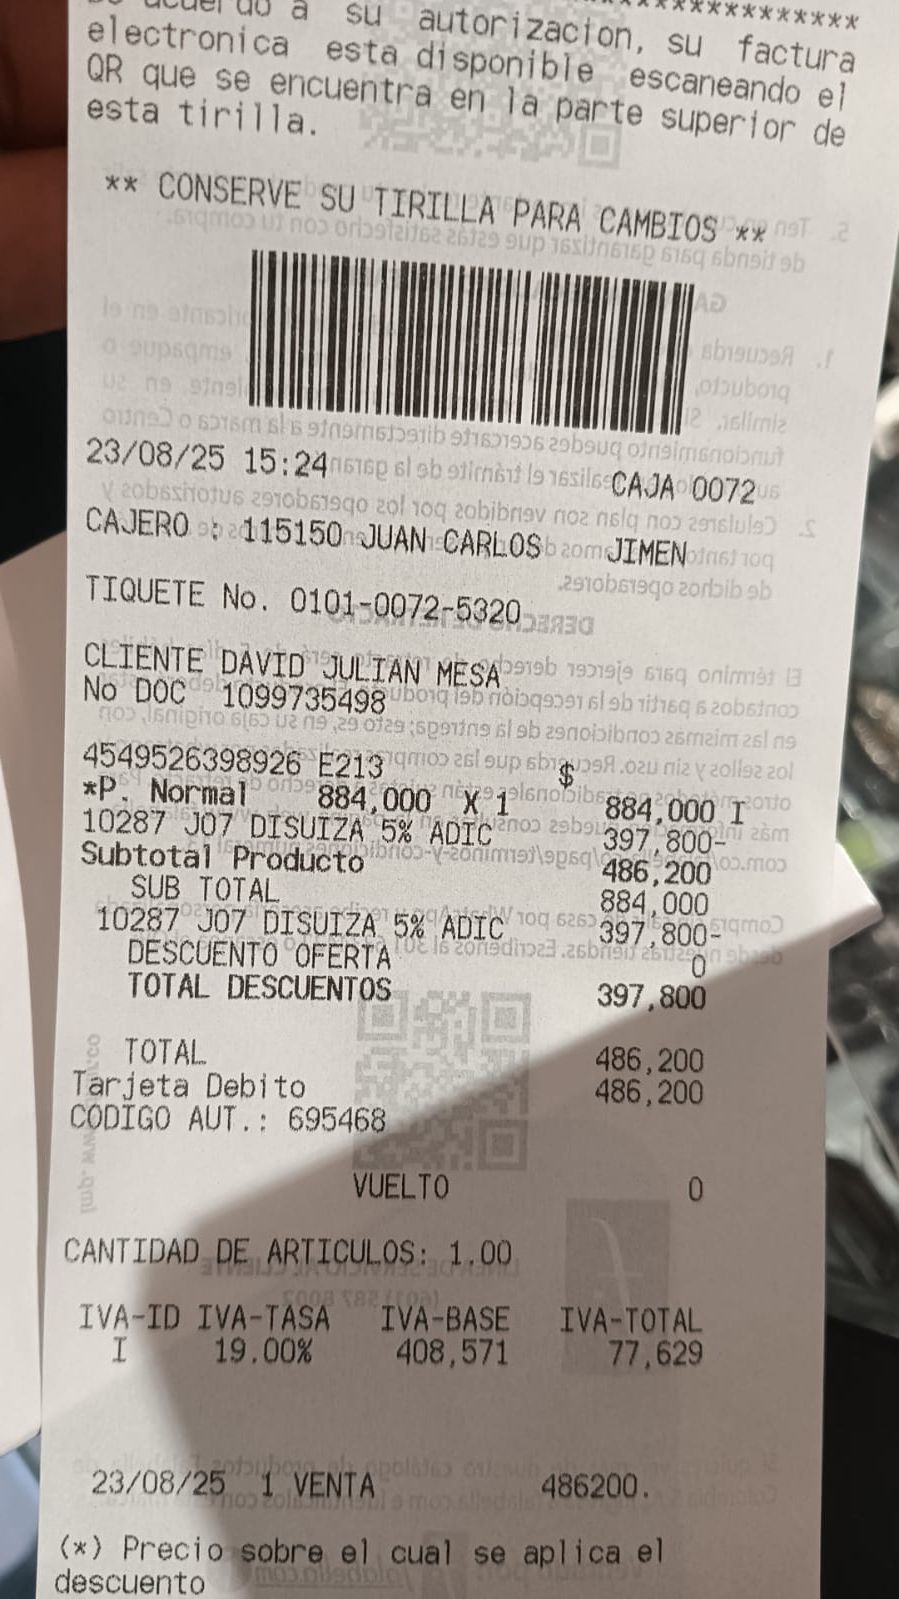 ******************
De acuerdo a su autorizacion, su factura
electronica esta disponible escaneando el
QR que se encuentra en la parte superior de
esta tirilla.
** CONSERVE SU TIRILLA PARA CAMBIOS **
23/08/25 15:24 CAJA 0072
CAJERO : 115150 JUAN CARLOS JIMEN
TIQUETE No. 0101-0072-5320
CLIENTE DAVID JULIAN MESA
No DOC 1099735498
4549526398926 E213 $
*P. Normal 884,000 X 1 884,000 I
10287 J07 DISUIZA 5% ADIC 397,800-
Subtotal Producto 486,200
SUB TOTAL 884,000
10287 J07 DISUIZA 5% ADIC 397,800-
DESCUENTO OFERTA 0
TOTAL DESCUENTOS 397,800
TOTAL 486,200
Tarjeta Debito 486,200
CODIGO AUT.: 695468
VUELTO 0
CANTIDAD DE ARTICULOS: 1.00
IVA-ID IVA-TASA IVA-BASE IVA-TOTAL
I 19.00% 408,571 77,629
23/08/25 1 VENTA 486200.
(*) Precio sobre el cual se aplica el
descuento